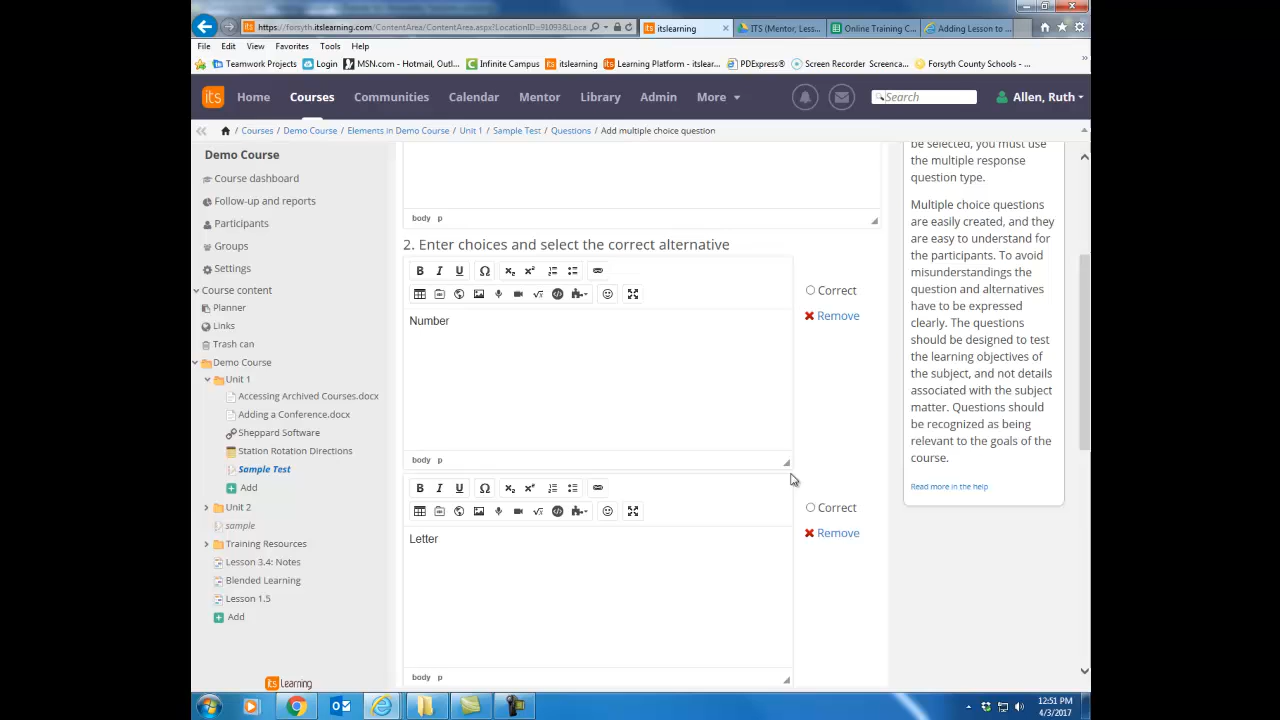 https://forsyth.itslearning.com/ContentArea/ContentArea.aspx?LocationID=91093&Loca
itslearning
ITS (Mentor, Less...
Online Training C...
Adding Lesson to ...
File Edit View Favorites Tools Help
Teamwork Projects
Login
MSN.com - Hotmail, Outl...
Infinite Campus
itslearning
Learning Platform - itslear...
PDExpress®
Screen Recorder Screenca...
Forsyth County Schools - ...
its
Home
Courses
Communities
Calendar
Mentor
Library
Admin
More
Search
Allen, Ruth
/ Courses / Demo Course / Elements in Demo Course / Unit 1 / Sample Test / Questions / Add multiple choice question
Demo Course
Course dashboard
Follow-up and reports
Participants
Groups
Settings
Course content
Planner
Links
Trash can
Demo Course
Unit 1
Accessing Archived Courses.docx
Adding a Conference.docx
Sheppard Software
Station Rotation Directions
Sample Test
Add
Unit 2
sample
Training Resources
Lesson 3.4: Notes
Blended Learning
Lesson 1.5
Add
itslearning
body p
2. Enter choices and select the correct alternative
B I U Ω x₂ x²
Correct
Remove
Number
body p
B I U Ω x₂ x²
Correct
Remove
Letter
body p
be selected, you must use
the multiple response
question type.
Multiple choice questions
are easily created, and they
are easy to understand for
the participants. To avoid
misunderstandings the
question and alternatives
have to be expressed
clearly. The questions
should be designed to test
the learning objectives of
the subject, and not details
associated with the subject
matter. Questions should
be recognized as being
relevant to the goals of the
course.
Read more in the help
12:51 PM
4/3/2017